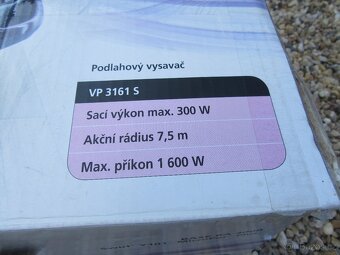 Podlahový vysavač
VP 3161 S
Sací výkon max. 300 W
Akční rádius 7,5 m
Max. příkon 1 600 W